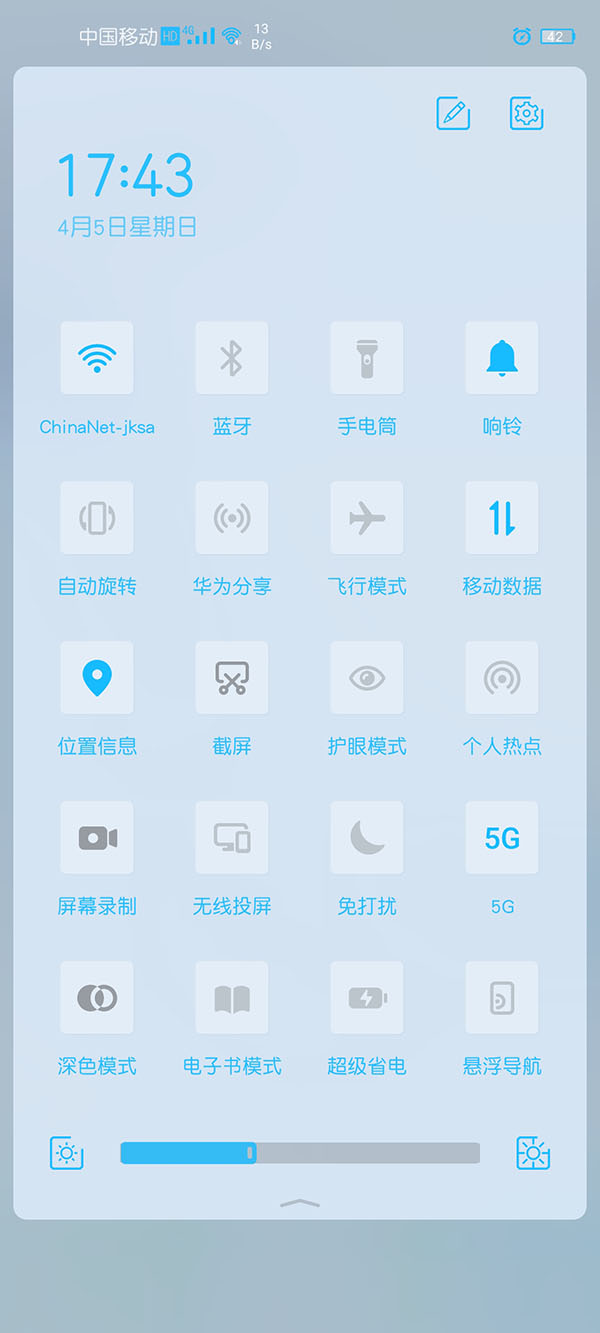 中国移动 HD 4G 13 B/s 42
17:43
4月5日星期日
ChinaNet-jksa 蓝牙 手电筒 响铃
自动旋转 华为分享 飞行模式 移动数据
位置信息 截屏 护眼模式 个人热点
5G
屏幕录制 无线投屏 免打扰 5G
深色模式 电子书模式 超级省电 悬浮导航